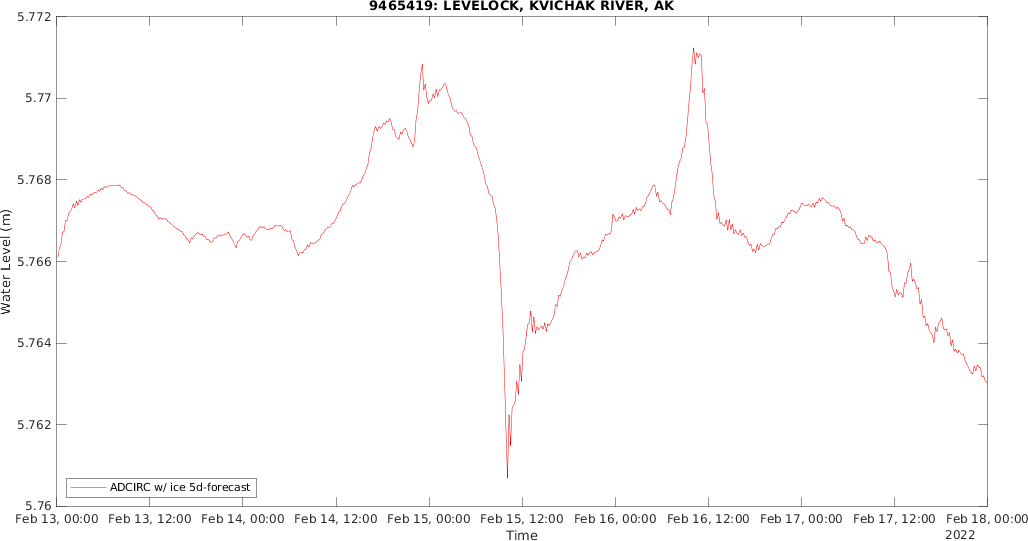 9465419: LEVELOCK, KVICHAK RIVER, AK
5.772
5.77
5.768
5.766
5.764
5.762
5.76
Water Level (m)
ADCIRC w/ ice 5d-forecast
Feb 13, 00:00 Feb 13, 12:00 Feb 14, 00:00 Feb 14, 12:00 Feb 15, 00:00 Feb 15, 12:00 Feb 16, 00:00 Feb 16, 12:00 Feb 17, 00:00 Feb 17, 12:00 Feb 18, 00:00
Time
2022